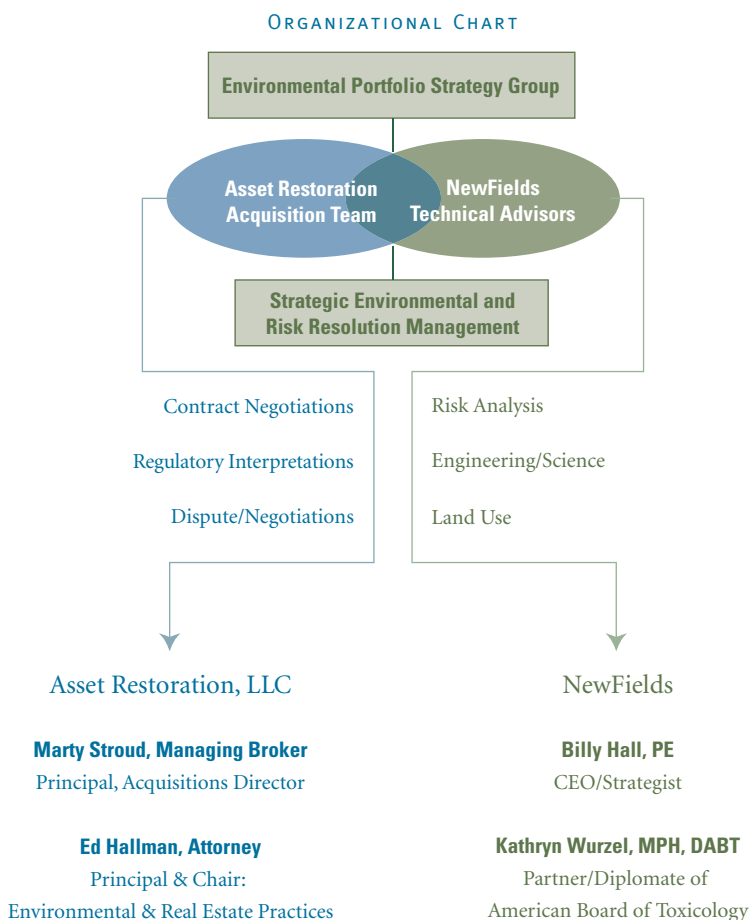 Organizational Chart
Environmental Portfolio Strategy Group
Asset Restoration
Acquisition Team
NewFields
Technical Advisors
Strategic Environmental and
Risk Resolution Management
Contract Negotiations
Regulatory Interpretations
Dispute/Negotiations
Risk Analysis
Engineering/Science
Land Use
Asset Restoration, LLC
Marty Stroud, Managing Broker
Principal, Acquisitions Director
Ed Hallman, Attorney
Principal & Chair:
Environmental & Real Estate Practices
NewFields
Billy Hall, PE
CEO/Strategist
Kathryn Wurzel, MPH, DABT
Partner/Diplomate of
American Board of Toxicology